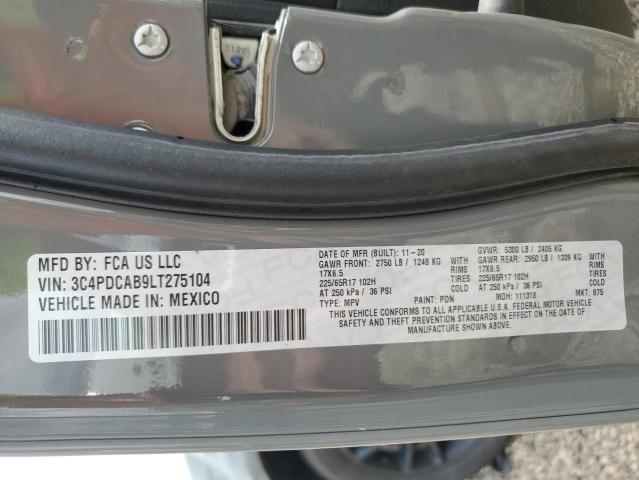 3120L
MFD BY: FCA US LLC
VIN: 3C4PDCAB9LT275104
VEHICLE MADE IN: MEXICO
DATE OF MFR (BUILT): 11-20
GAWR FRONT: 2750 LB / 1248 KG WITH
17X6.5 TIRES
225/65R17 102H RIMS AT
AT 250 kPa / 36 PSI COLD
TYPE: MPV PAINT: PDN
GVWR: 5300 LB / 2405 KG
GAWR REAR: 2950 LB / 1339 KG WITH
17X6.5 TIRES
225/65R17 102H
AT 250 kPa / 36 PSI
MDH: 111318 MKT: 875
THIS VEHICLE CONFORMS TO ALL APPLICABLE U.S.A. FEDERAL MOTOR VEHICLE
SAFETY AND THEFT PREVENTION STANDARDS IN EFFECT ON THE DATE OF
MANUFACTURE SHOWN ABOVE.